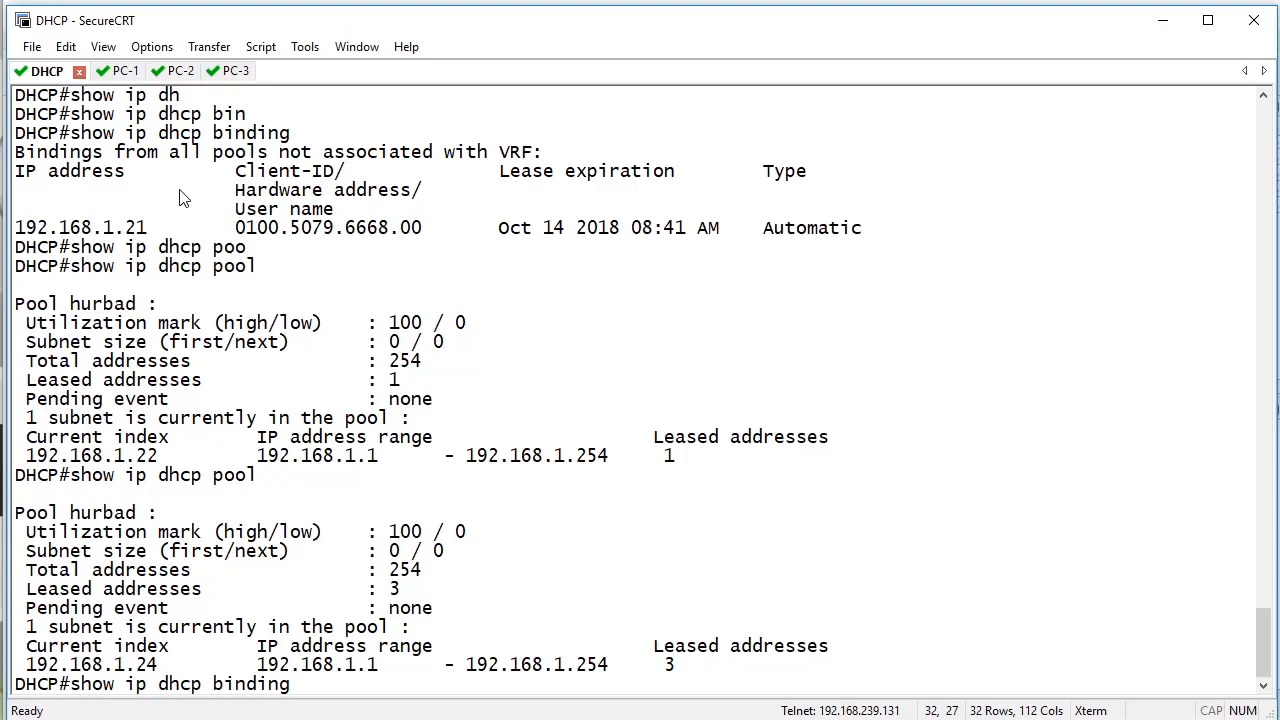 DHCP - SecureCRT
File Edit View Options Transfer Script Tools Window Help
DHCP x PC-1 PC-2 PC-3
DHCP#show ip dh
DHCP#show ip dhcp bin
DHCP#show ip dhcp binding
Bindings from all pools not associated with VRF:
IP address Client-ID/ Lease expiration Type
Hardware address/
User name
192.168.1.21 0100.5079.6668.00 Oct 14 2018 08:41 AM Automatic
DHCP#show ip dhcp poo
DHCP#show ip dhcp pool
Pool hurbad :
Utilization mark (high/low) : 100 / 0
Subnet size (first/next) : 0 / 0
Total addresses : 254
Leased addresses : 1
Pending event : none
1 subnet is currently in the pool :
Current index IP address range Leased addresses
192.168.1.22 192.168.1.1 - 192.168.1.254 1
DHCP#show ip dhcp pool
Pool hurbad :
Utilization mark (high/low) : 100 / 0
Subnet size (first/next) : 0 / 0
Total addresses : 254
Leased addresses : 3
Pending event : none
1 subnet is currently in the pool :
Current index IP address range Leased addresses
192.168.1.24 192.168.1.1 - 192.168.1.254 3
DHCP#show ip dhcp binding
Ready Telnet: 192.168.239.131 32, 27 32 Rows, 112 Cols Xterm CAP NUM